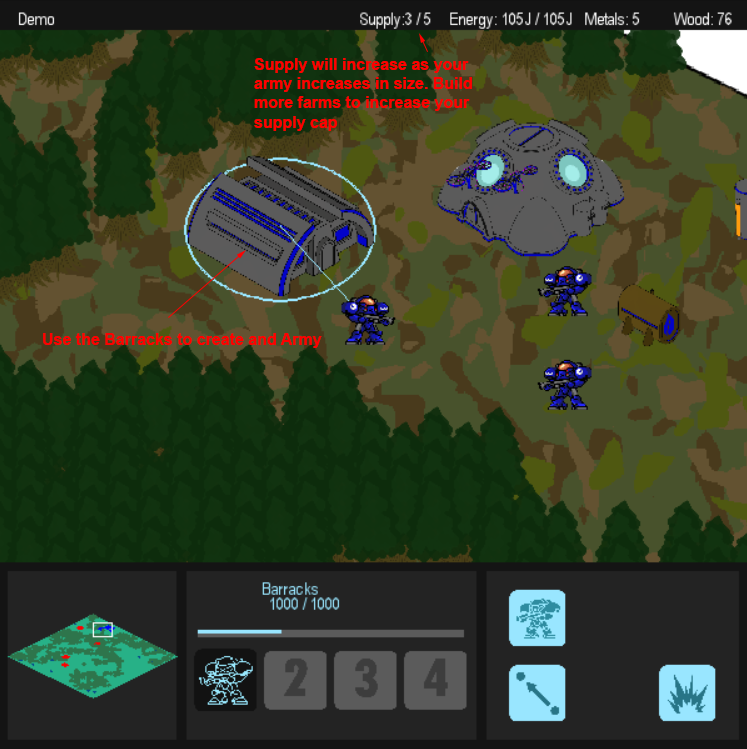 Demo Supply:3 / 5 Energy: 105J / 105J Metals: 5 Wood: 76
Supply will increase as your
army increases in size. Build
more farms to increase your
supply cap
Use the Barracks to create and Army
Barracks
1000 / 1000
2 3 4